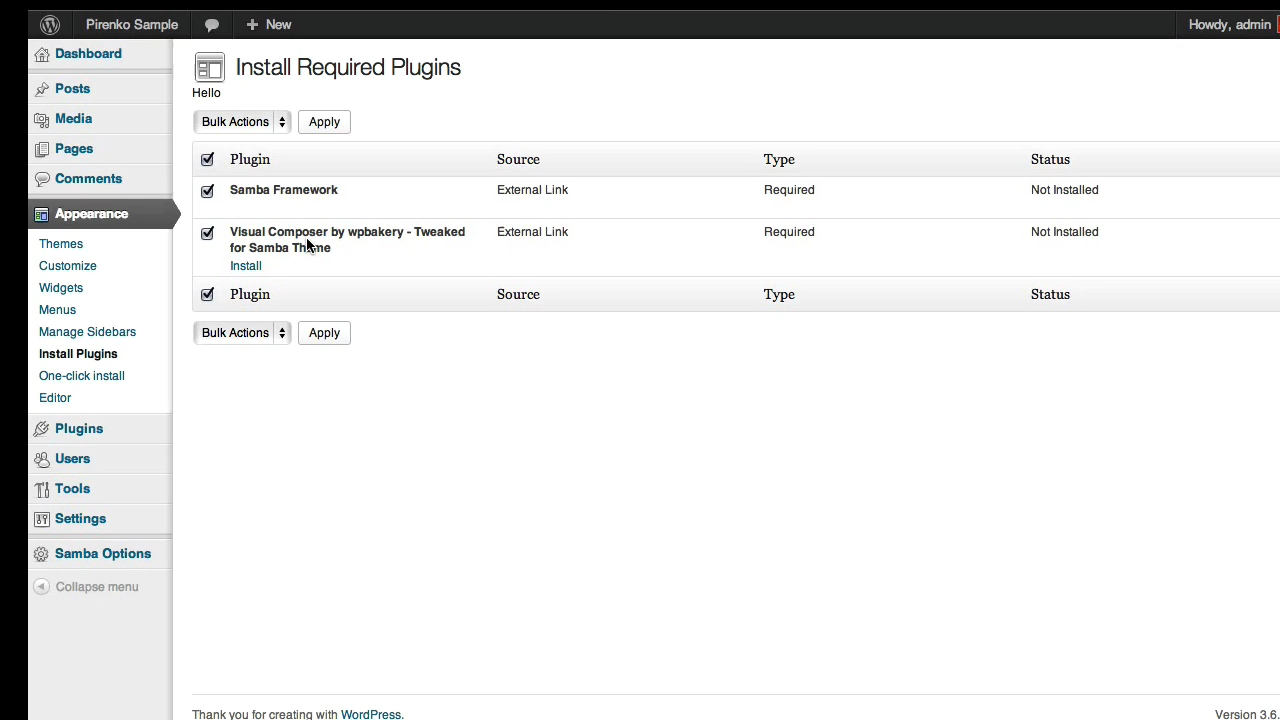 Pirenko Sample
New
Howdy, admin
Dashboard
Posts
Media
Pages
Comments
Appearance
Themes
Customize
Widgets
Menus
Manage Sidebars
Install Plugins
One-click install
Editor
Plugins
Users
Tools
Settings
Samba Options
Collapse menu
Install Required Plugins
Hello
Bulk Actions Apply
Plugin Source Type Status
Samba Framework External Link Required Not Installed
Visual Composer by wpbakery - Tweaked External Link Required Not Installed
for Samba Theme
Install
Plugin Source Type Status
Bulk Actions Apply
Thank you for creating with WordPress. Version 3.6.